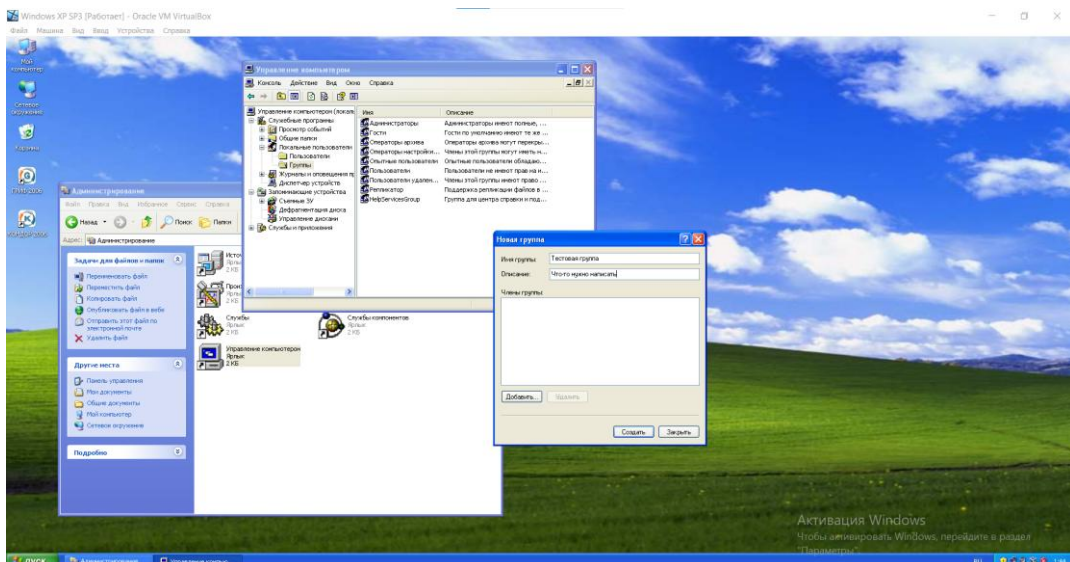 Windows XP SP3 [Работает] - Oracle VM VirtualBox
Файл Машина Вид Ввод Устройства Справка
Мой компьютер
Сетевое окружение
Корзина
Управление компьютером
Консоль Действие Вид Окно Справка
Управление компьютером (локаль
Служебные программы
Просмотр событий
Общие папки
Локальные пользователи
Пользователи
Группы
Журналы и оповещения п
Диспетчер устройств
Запоминающие устройства
Съемные ЗУ
Дефрагментация диска
Управление дисками
Службы и приложения
Имя Описание
Администраторы Администраторы имеют полные, ...
Гости Гости по умолчанию имеют те же ...
Операторы архива Операторы архива могут перекры...
Операторы настройки... Члены этой группы могут иметь н...
Опытные пользователи Опытные пользователи обладаю...
Пользователи Пользователи не имеют прав на и...
Пользователи удален... Члены этой группы имеют право ...
Репликатор Поддержка репликации файлов в ...
HelpServicesGroup Группа для центра справки и под...
Администрирование
Файл Правка Вид Избранное Сервис Справка
Назад Поиск Папки
Адрес: Администрирование
Задачи для файлов и папок
Переименовать файл
Переместить файл
Копировать файл
Опубликовать файл в вебе
Отправить этот файл по электронной почте
Удалить файл
Другие места
Панель управления
Мои документы
Общие документы
Мой компьютер
Сетевое окружение
Подробно
Исто
Ярлы
2 КБ
Прои
Ярлы
2 КБ
Службы
Ярлык
2 КБ
Службы компонентов
Ярлык
2 КБ
Управление компьютером
Ярлык
2 КБ
Новая группа
Имя группы: Тестовая группа
Описание: Что-то нужно написать
Члены группы:
Добавить... Удалить
Создать Закрыть
Активация Windows
Чтобы активировать Windows, перейдите в раздел
"Параметры".
пуск Администрирование
RU